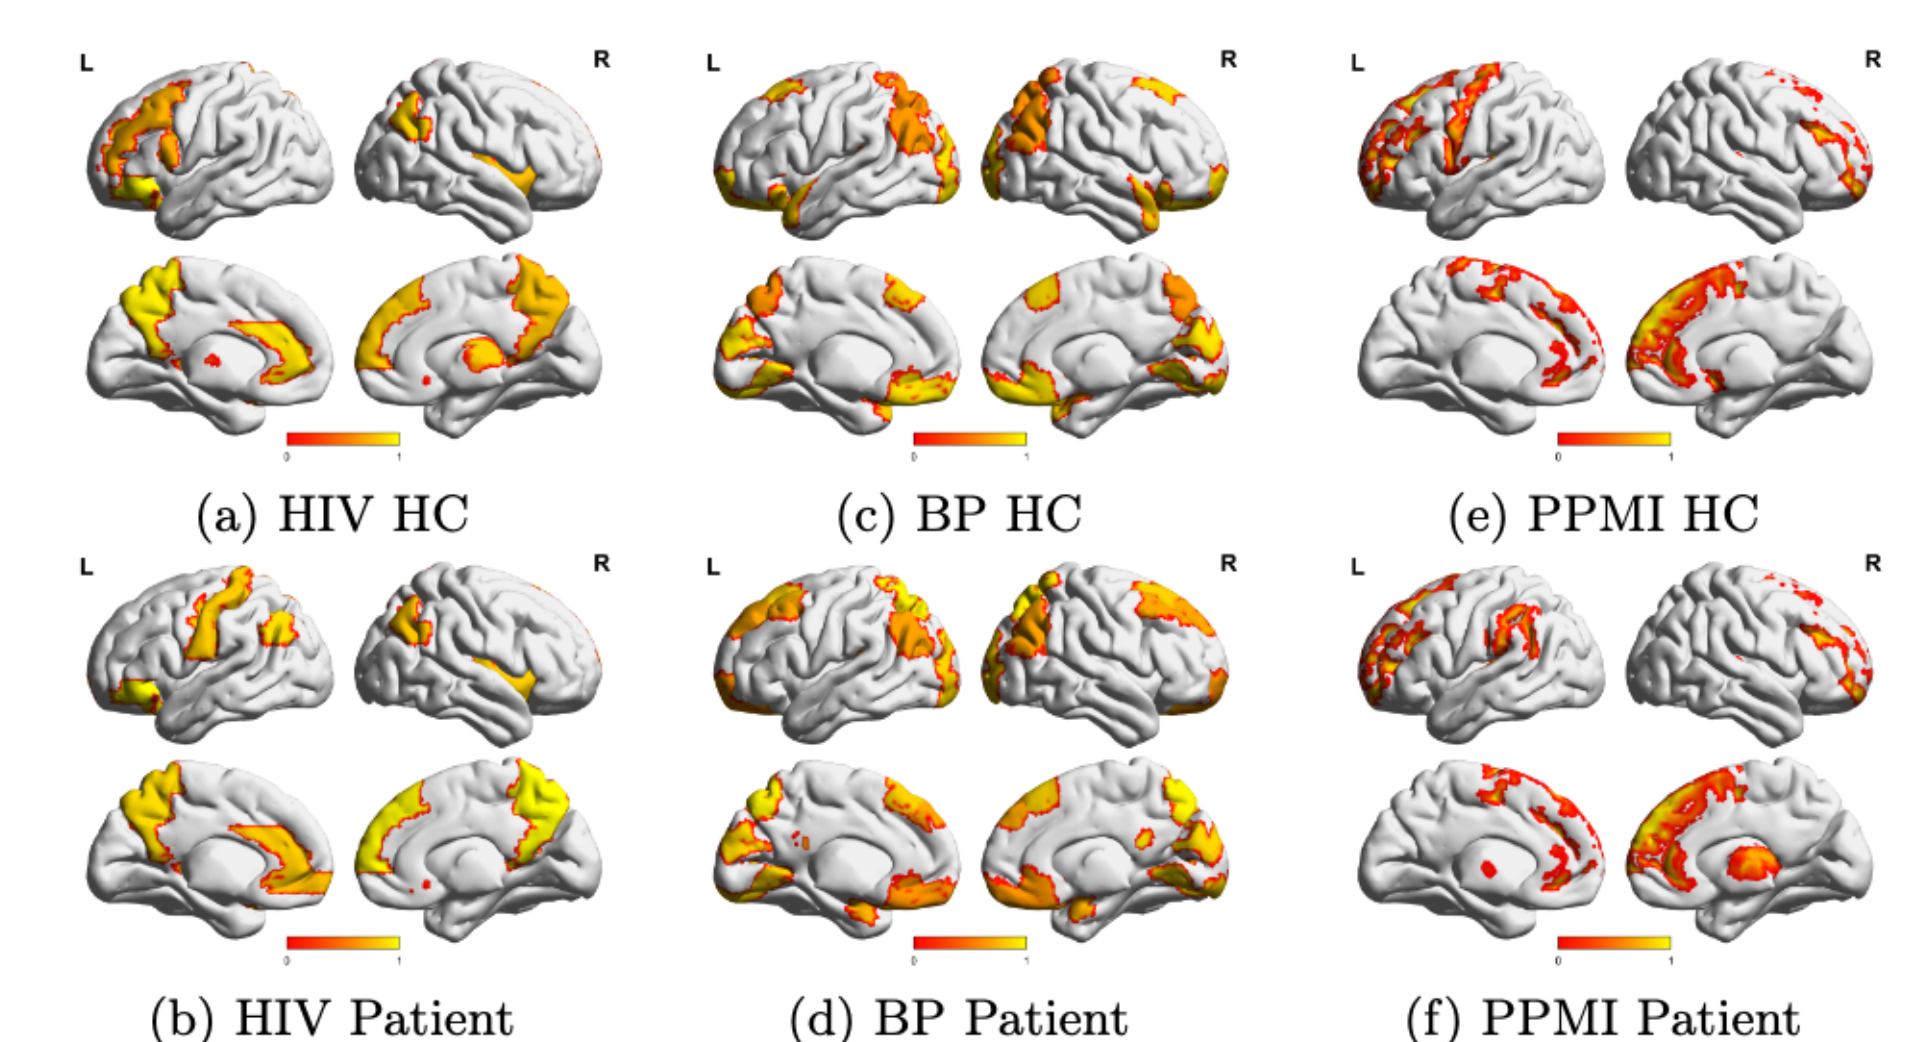 L R L R L R
0 1 0 1 0 1
(a) HIV HC (c) BP HC (e) PPMI HC
L R L R L R
0 1 0 1 0 1
(b) HIV Patient (d) BP Patient (f) PPMI Patient